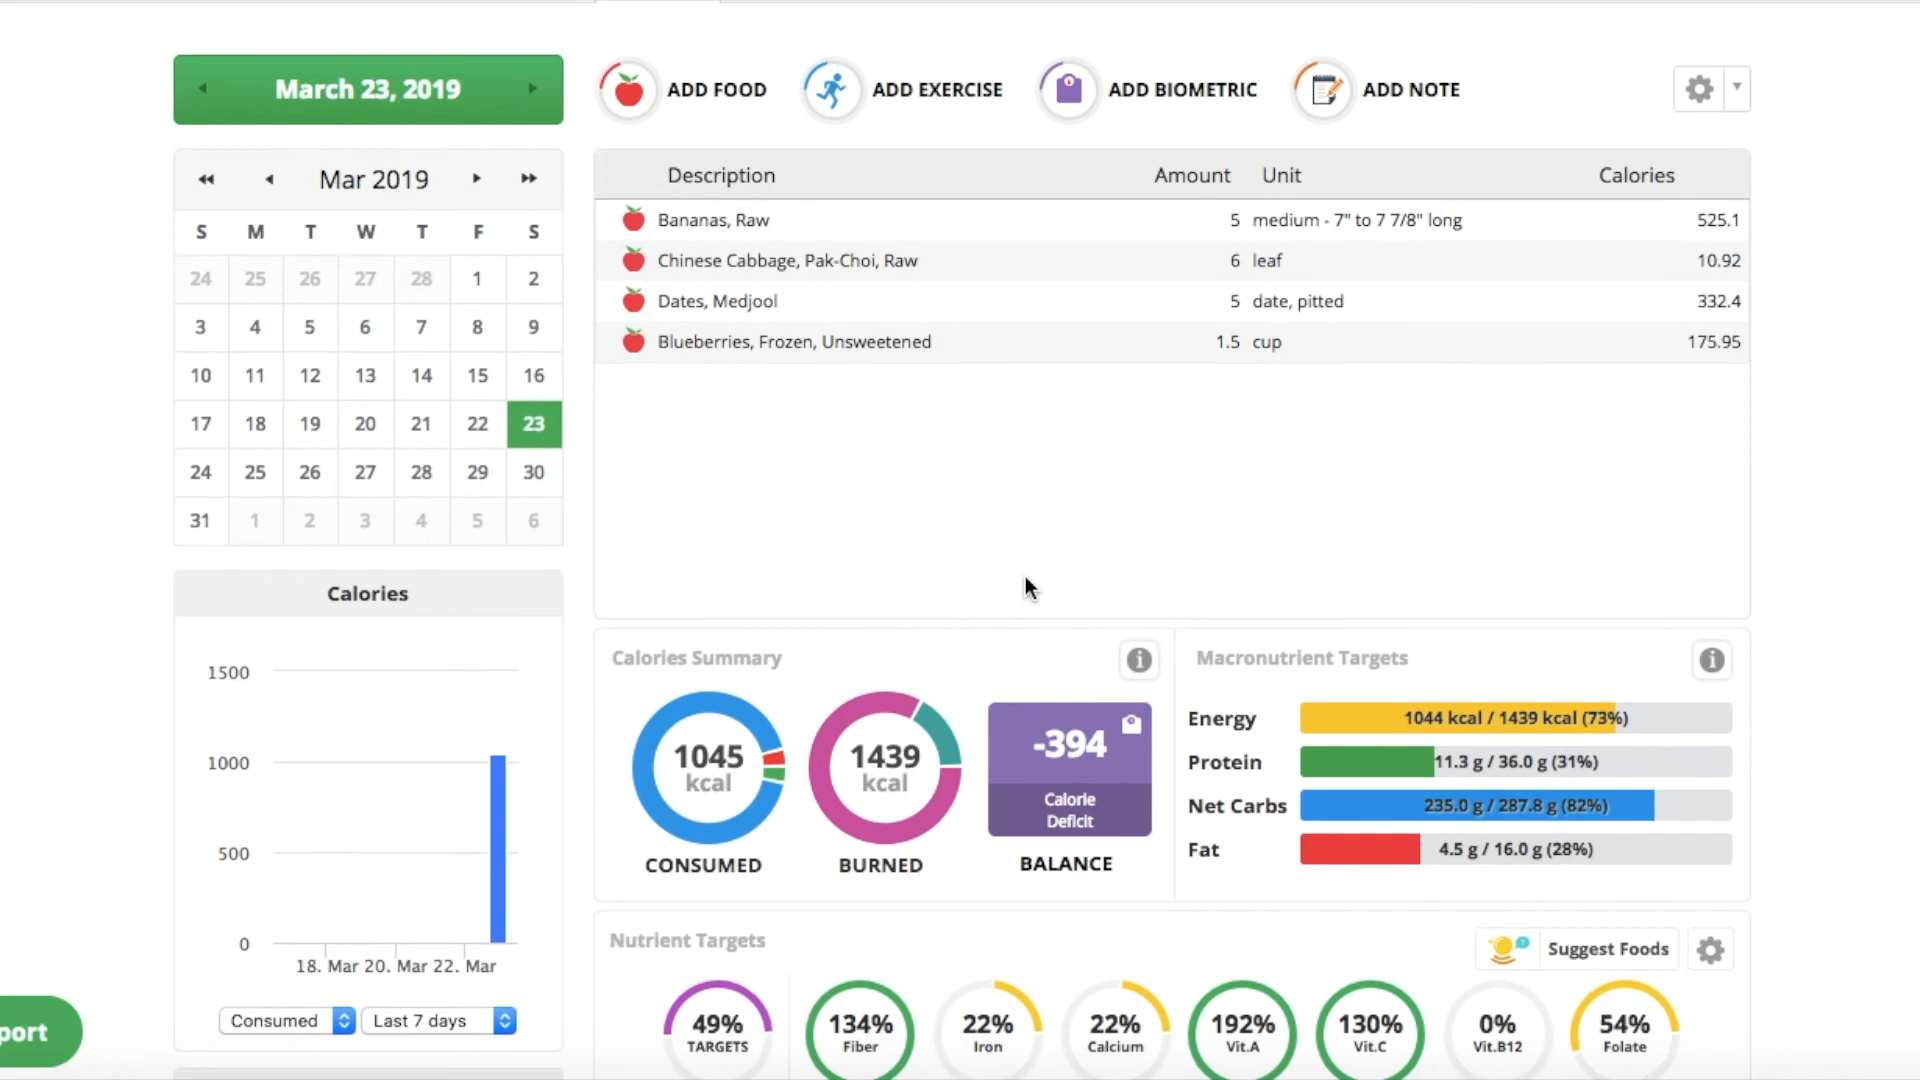 March 23, 2019
ADD FOOD
ADD EXERCISE
ADD BIOMETRIC
ADD NOTE
Mar 2019
S M T W T F S
24 25 26 27 28 1 2
3 4 5 6 7 8 9
10 11 12 13 14 15 16
17 18 19 20 21 22 23
24 25 26 27 28 29 30
31 1 2 3 4 5 6
Description Amount Unit Calories
Bananas, Raw 5 medium - 7" to 7 7/8" long 525.1
Chinese Cabbage, Pak-Choi, Raw 6 leaf 10.92
Dates, Medjool 5 date, pitted 332.4
Blueberries, Frozen, Unsweetened 1.5 cup 175.95
Calories
1500
1000
500
0
18. Mar 20. Mar 22. Mar
Consumed
Last 7 days
port
Calories Summary
1045
kcal
CONSUMED
1439
kcal
BURNED
-394
Calorie
Deficit
BALANCE
Macronutrient Targets
Energy 1044 kcal / 1439 kcal (73%)
Protein 11.3 g / 36.0 g (31%)
Net Carbs 235.0 g / 287.8 g (82%)
Fat 4.5 g / 16.0 g (28%)
Nutrient Targets
Suggest Foods
49%
TARGETS
134%
Fiber
22%
Iron
22%
Calcium
192%
Vit.A
130%
Vit.C
0%
Vit.B12
54%
Folate